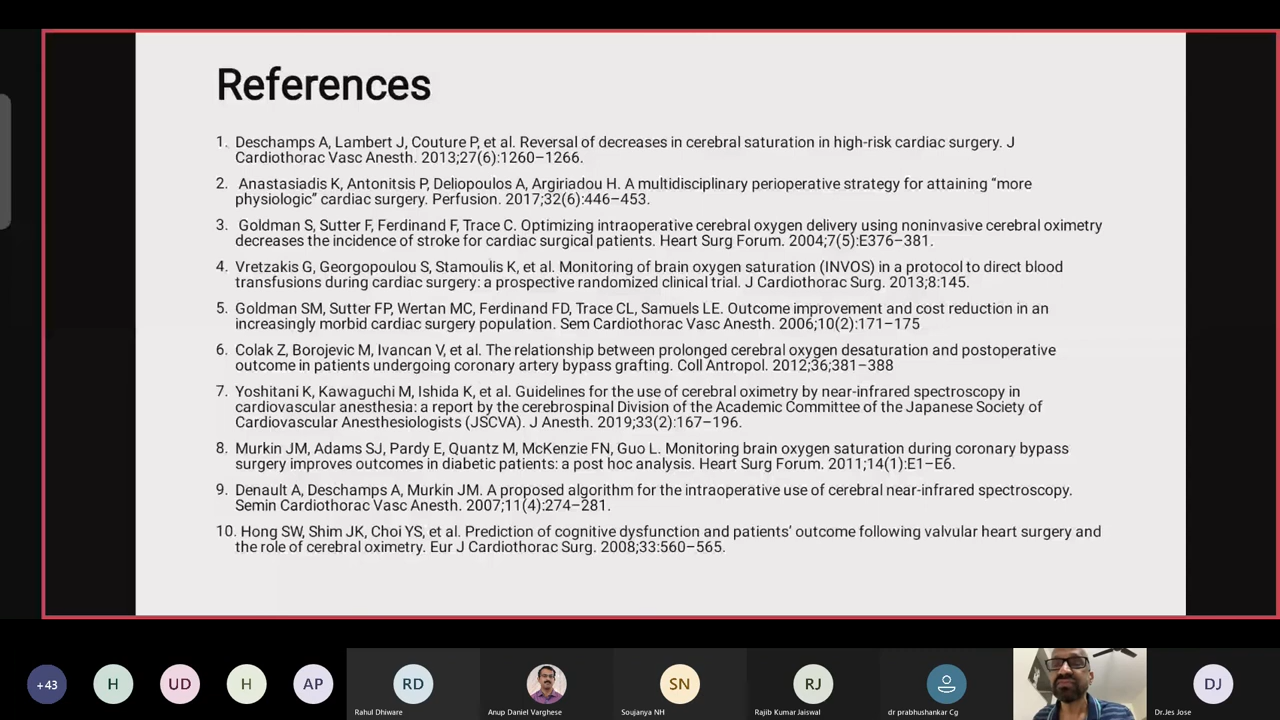 References
1. Deschamps A, Lambert J, Couture P, et al. Reversal of decreases in cerebral saturation in high-risk cardiac surgery. J
Cardiothorac Vasc Anesth. 2013;27(6):1260–1266.
2. Anastasiadis K, Antonitsis P, Deliopoulos A, Argiriadou H. A multidisciplinary perioperative strategy for attaining “more
physiologic” cardiac surgery. Perfusion. 2017;32(6):446–453.
3. Goldman S, Sutter F, Ferdinand F, Trace C. Optimizing intraoperative cerebral oxygen delivery using noninvasive cerebral oximetry
decreases the incidence of stroke for cardiac surgical patients. Heart Surg Forum. 2004;7(5):E376–381.
4. Vretzakis G, Georgopoulou S, Stamoulis K, et al. Monitoring of brain oxygen saturation (INVOS) in a protocol to direct blood
transfusions during cardiac surgery: a prospective randomized clinical trial. J Cardiothorac Surg. 2013;8:145.
5. Goldman SM, Sutter FP, Wertan MC, Ferdinand FD, Trace CL, Samuels LE. Outcome improvement and cost reduction in an
increasingly morbid cardiac surgery population. Sem Cardiothorac Vasc Anesth. 2006;10(2):171–175
6. Colak Z, Borojevic M, Ivancan V, et al. The relationship between prolonged cerebral oxygen desaturation and postoperative
outcome in patients undergoing coronary artery bypass grafting. Coll Antropol. 2012;36;381–388
7. Yoshitani K, Kawaguchi M, Ishida K, et al. Guidelines for the use of cerebral oximetry by near-infrared spectroscopy in
cardiovascular anesthesia: a report by the cerebrospinal Division of the Academic Committee of the Japanese Society of
Cardiovascular Anesthesiologists (JSCVA). J Anesth. 2019;33(2):167–196.
8. Murkin JM, Adams SJ, Pardy E, Quantz M, McKenzie FN, Guo L. Monitoring brain oxygen saturation during coronary bypass
surgery improves outcomes in diabetic patients: a post hoc analysis. Heart Surg Forum. 2011;14(1):E1–E6.
9. Denault A, Deschamps A, Murkin JM. A proposed algorithm for the intraoperative use of cerebral near-infrared spectroscopy.
Semin Cardiothorac Vasc Anesth. 2007;11(4):274–281.
10. Hong SW, Shim JK, Choi YS, et al. Prediction of cognitive dysfunction and patients’ outcome following valvular heart surgery and
the role of cerebral oximetry. Eur J Cardiothorac Surg. 2008;33:560–565.
+43 H UD H AP RD SN RJ DJ
Rahul Dhiware Anup Daniel Varghese Soujanya NH Rajib Kumar Jaiswal dr prabhushankar Cg Dr.Jes Jose